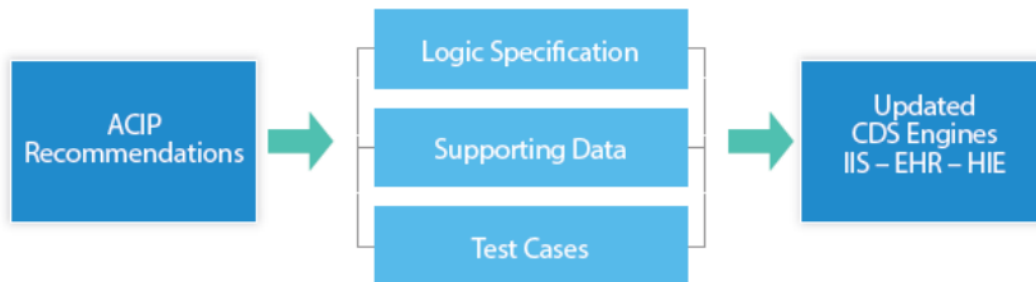 ACIP
Recommendations
Logic Specification
Supporting Data
Test Cases
Updated
CDS Engines
IIS – EHR – HIE